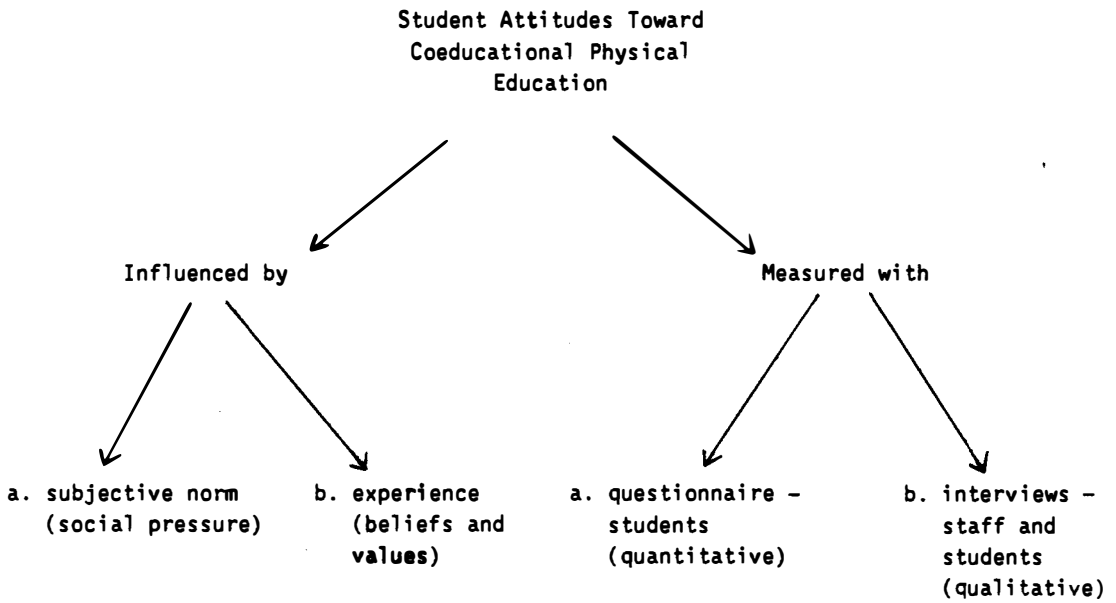 Student Attitudes Toward
Coeducational Physical
Education
Influenced by
Measured with
a. subjective norm
(social pressure)
b. experience
(beliefs and
values)
a. questionnaire –
students
(quantitative)
b. interviews –
staff and
students
(qualitative)